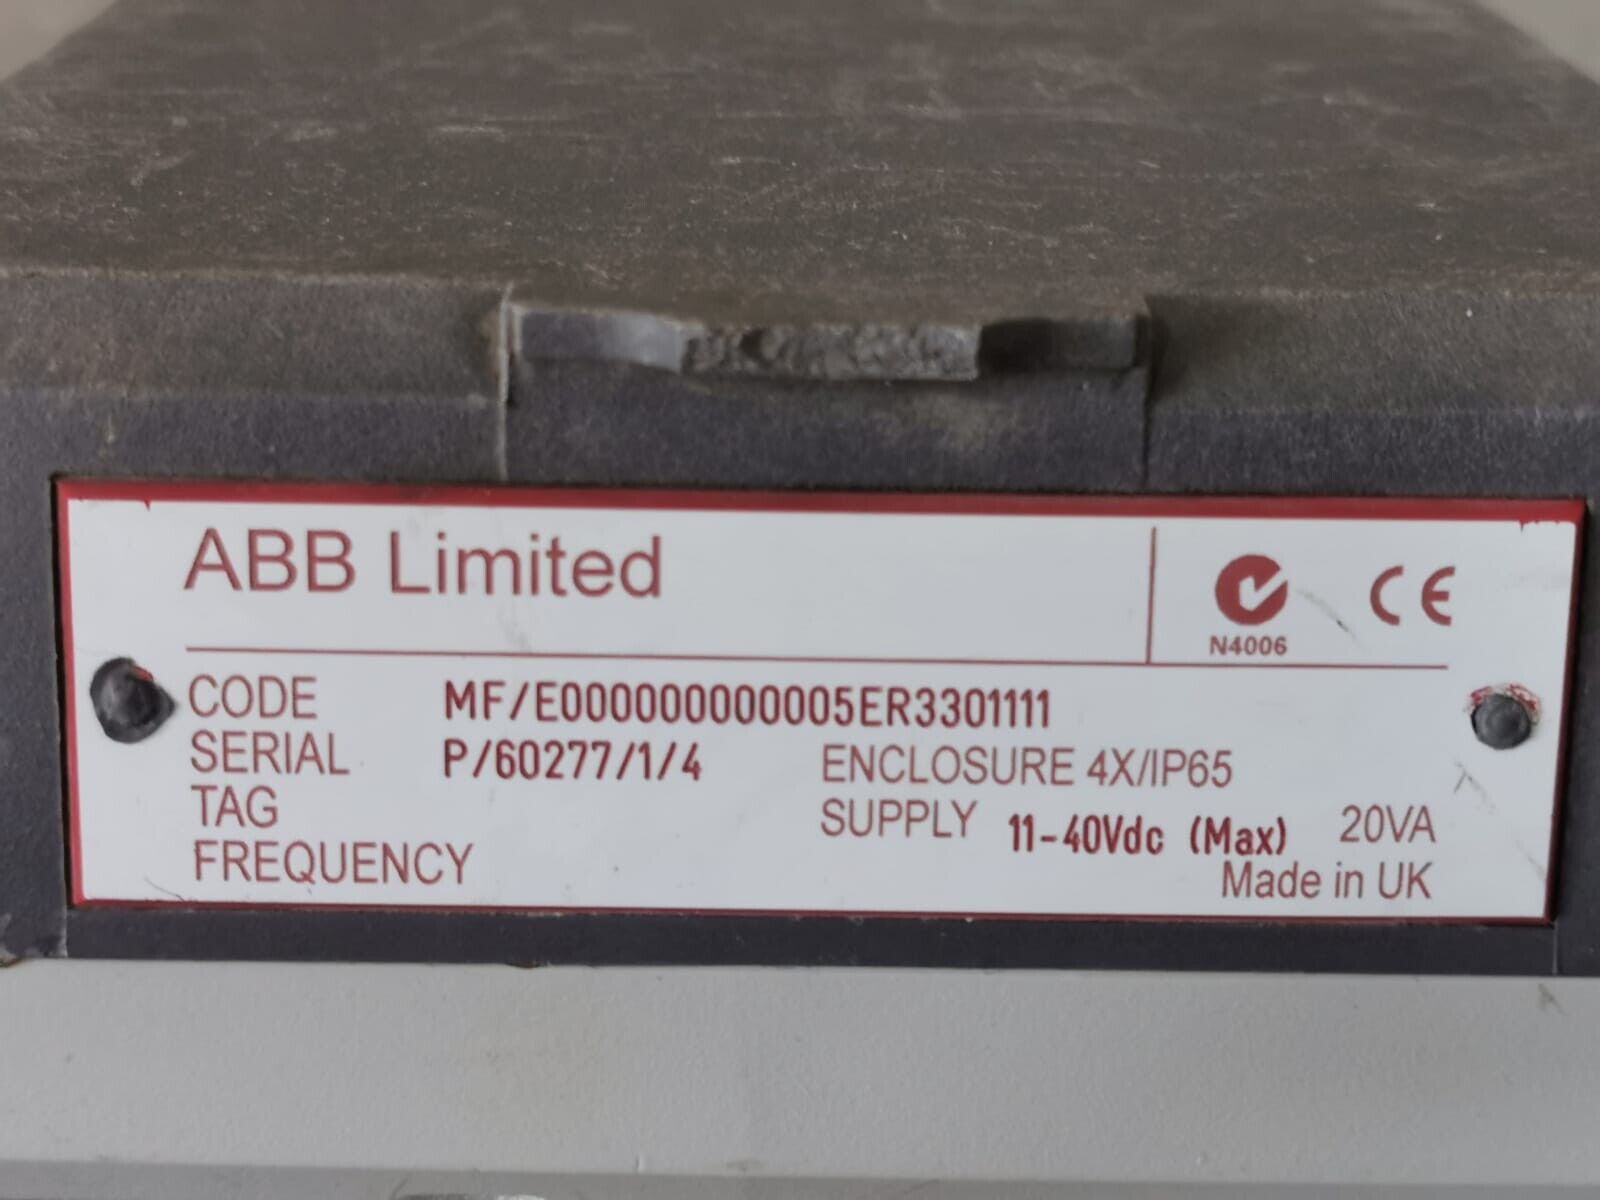 ABB Limited
N4006
CE
CODE MF/E000000000005ER3301111
SERIAL P/60277/1/4 ENCLOSURE 4X/IP65
TAG SUPPLY 11-40Vdc (Max) 20VA
FREQUENCY Made in UK